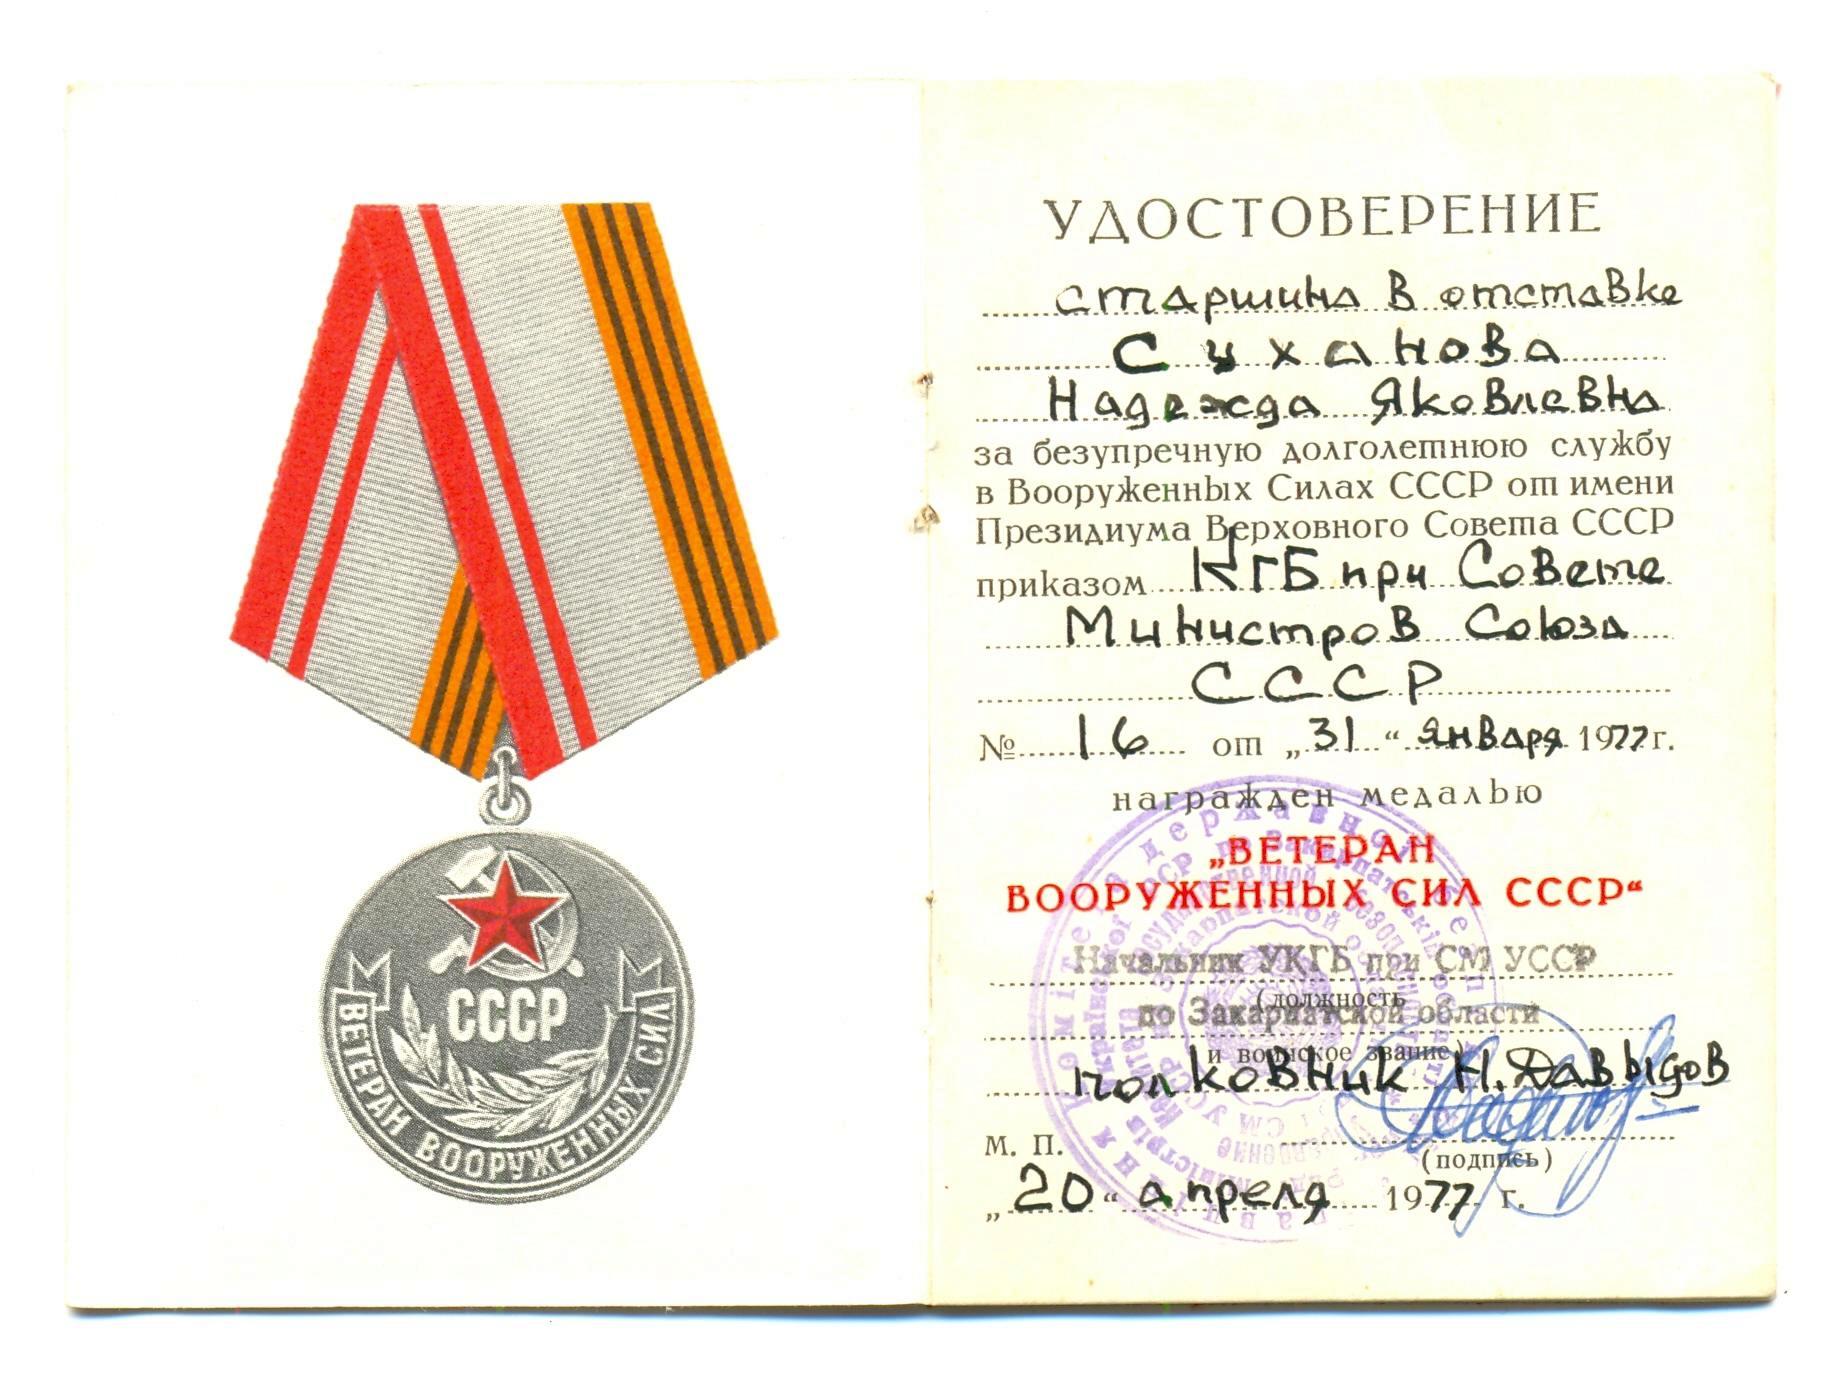 СССР
ВЕТЕРАН ВООРУЖЕННЫХ СИЛ
УДОСТОВЕРЕНИЕ
старшина в отставке
Суханова
Надежда Яковлевна
за безупречную долголетнюю службу
в Вооруженных Силах СССР от имени
Президиума Верховного Совета СССР
приказом КГБ при Совете
Министров Союза
СССР
№ 16 от „31“ января 1977 г.
награжден медалью
„ВЕТЕРАН
ВООРУЖЕННЫХ СИЛ СССР“
Начальник УКГБ при СМ УССР
(должность
по Закарпатской области
и воинское звание)
полковник Н. Давыдов
М. П.
(подпись)
„20“ апреля 1977 г.